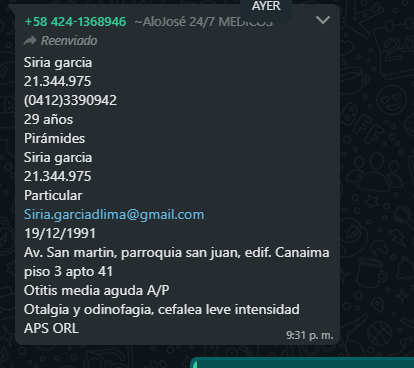 AYER
+58 424-1368946 ~AloJosé 24/7 MEDICOS
Reenviado
Siria garcia
21.344.975
(0412)3390942
29 años
Pirámides
Siria garcia
21.344.975
Particular
Siria.garciadlima@gmail.com
19/12/1991
Av. San martin, parroquia san juan, edif. Canaima
piso 3 apto 41
Otitis media aguda A/P
Otalgia y odinofagia, cefalea leve intensidad
APS ORL
9:31 p. m.